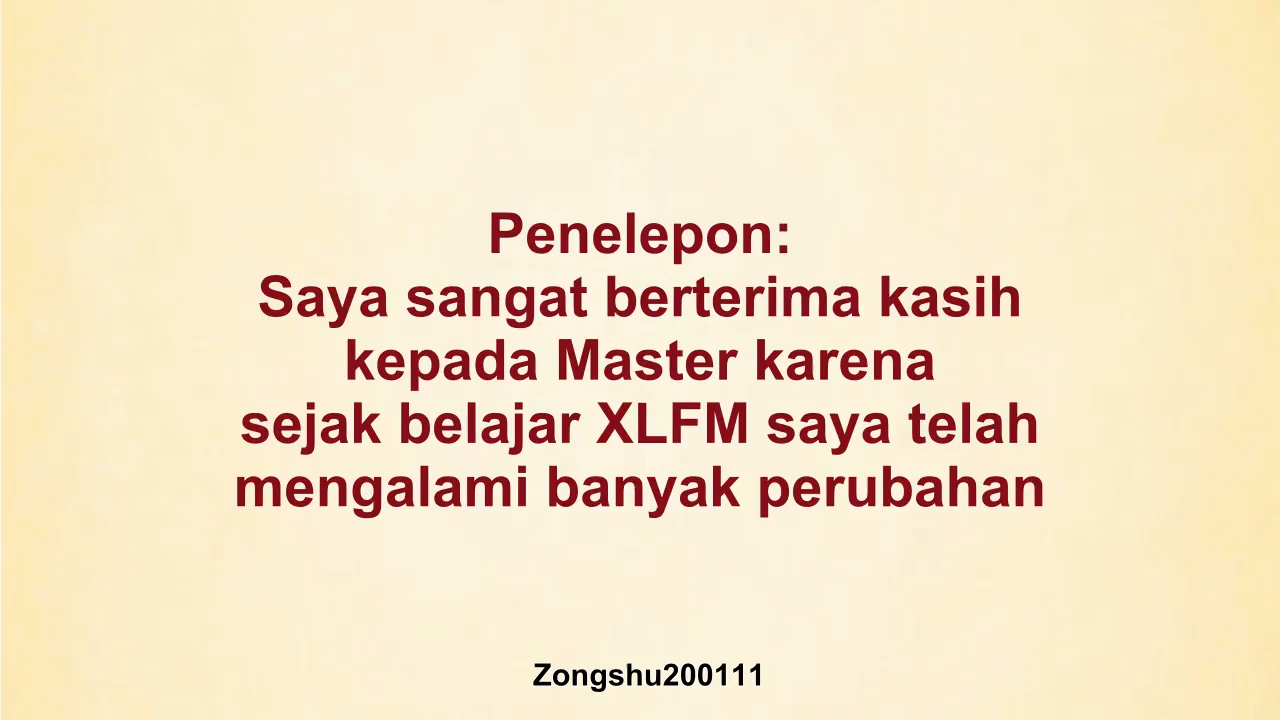 Penelepon:
Saya sangat berterima kasih
kepada Master karena
sejak belajar XLFM saya telah
mengalami banyak perubahan
Zongshu200111